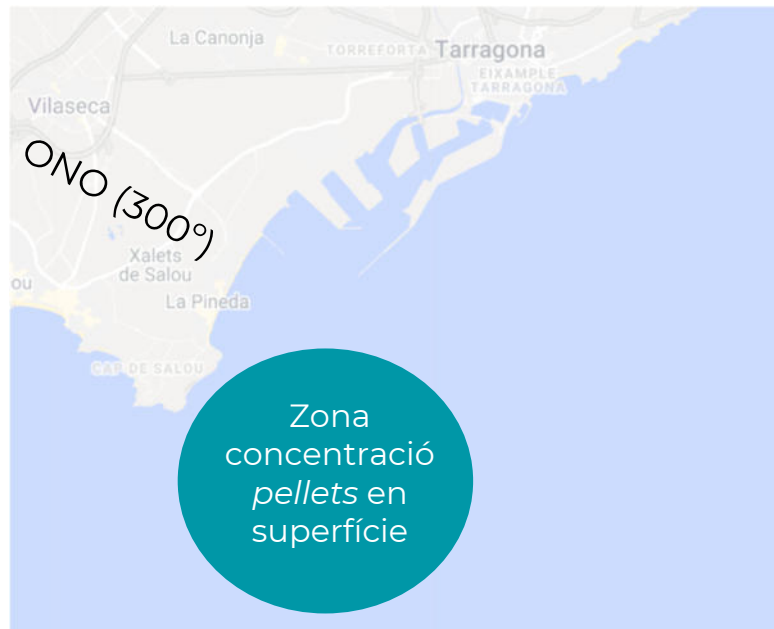 La Canonja
TORREFORTA
Tarragona
EIXAMPLE
TARRAGONA
Vilaseca
ONO (300º)
Xalets
de Salou
ou
La Pineda
CAP DE SALOU
Zona
concentració
pellets en
superfície